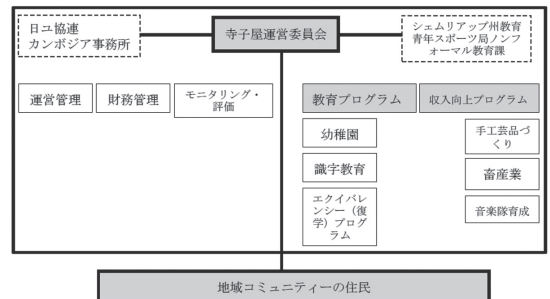 日ユ協連
カンボジア事務所
寺子屋運営委員会
シェムリアップ州教育
青年スポーツ局ノンフ
ォーマル教育課
運営管理
財務管理
モニタリング・
評価
教育プログラム
収入向上プログラム
幼稚園
手工芸品づ
くり
識字教育
畜産業
エクイバレ
ンシー（復
学）プログ
ラム
音楽隊育成
地域コミュニティーの住民